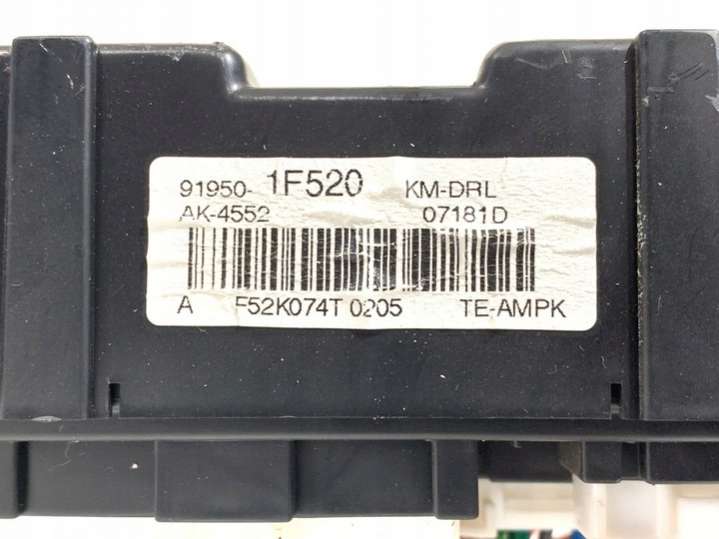 91950- 1F520 KM-DRL
AK-4552 07181D
A F52K074T 0205 TE-AMPK